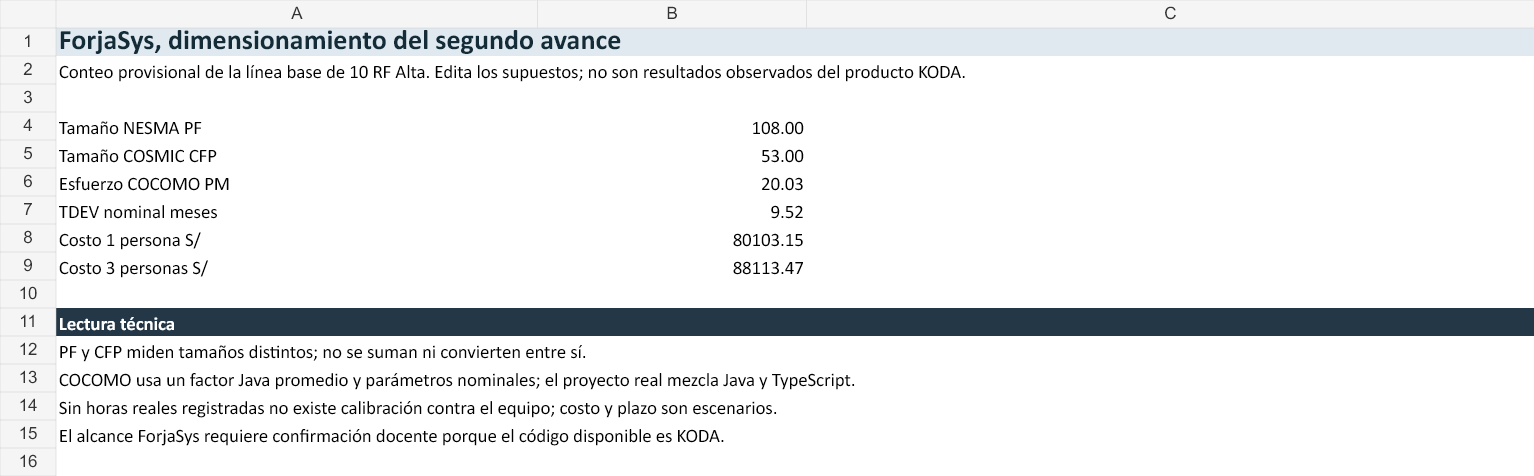 A B C
1 ForjaSys, dimensionamiento del segundo avance
2 Conteo provisional de la línea base de 10 RF Alta. Edita los supuestos; no son resultados observados del producto KODA.
3
4 Tamaño NESMA PF 108.00
5 Tamaño COSMIC CFP 53.00
6 Esfuerzo COCOMO PM 20.03
7 TDEV nominal meses 9.52
8 Costo 1 persona S/ 80103.15
9 Costo 3 personas S/ 88113.47
10
11 Lectura técnica
12 PF y CFP miden tamaños distintos; no se suman ni convierten entre sí.
13 COCOMO usa un factor Java promedio y parámetros nominales; el proyecto real mezcla Java y TypeScript.
14 Sin horas reales registradas no existe calibración contra el equipo; costo y plazo son escenarios.
15 El alcance ForjaSys requiere confirmación docente porque el código disponible es KODA.
16